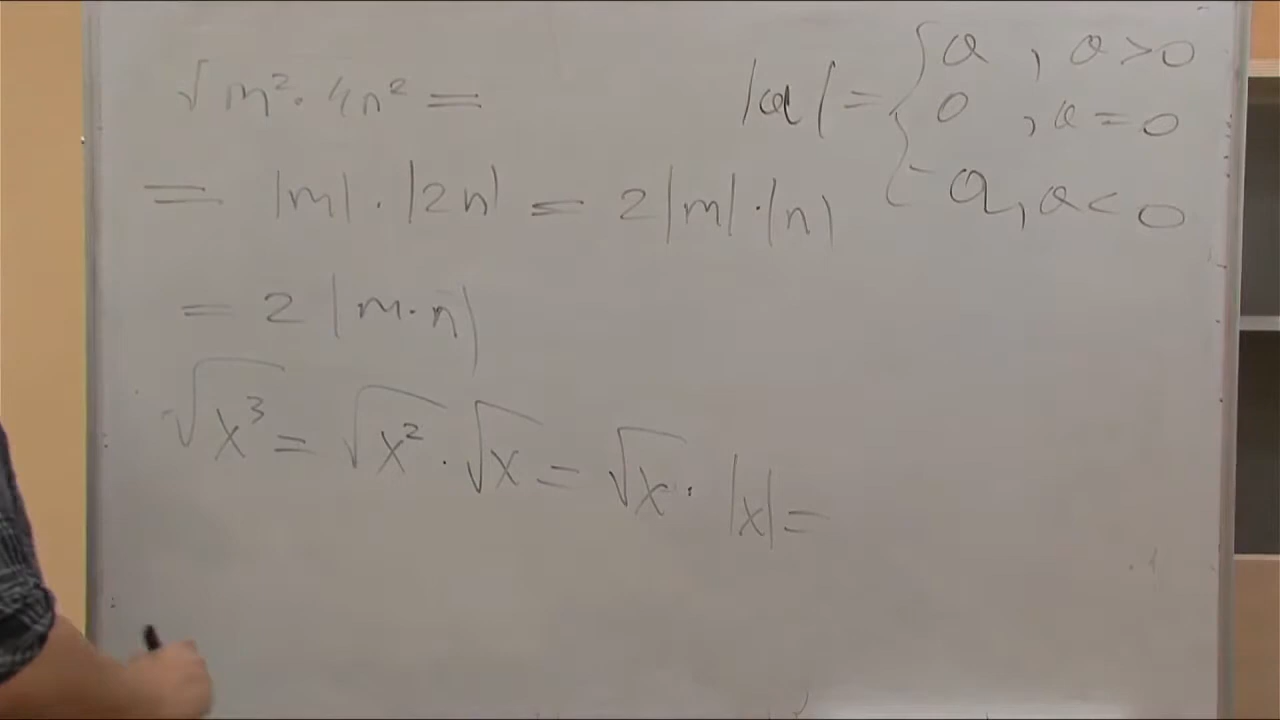 √m²·4n² =
= |m|·|2n| = 2|m|·|n|
= 2|m·n|
√x³ = √x²·√x = √x·|x| =
|a| = { a , a > 0
0 , a = 0
-a, a < 0